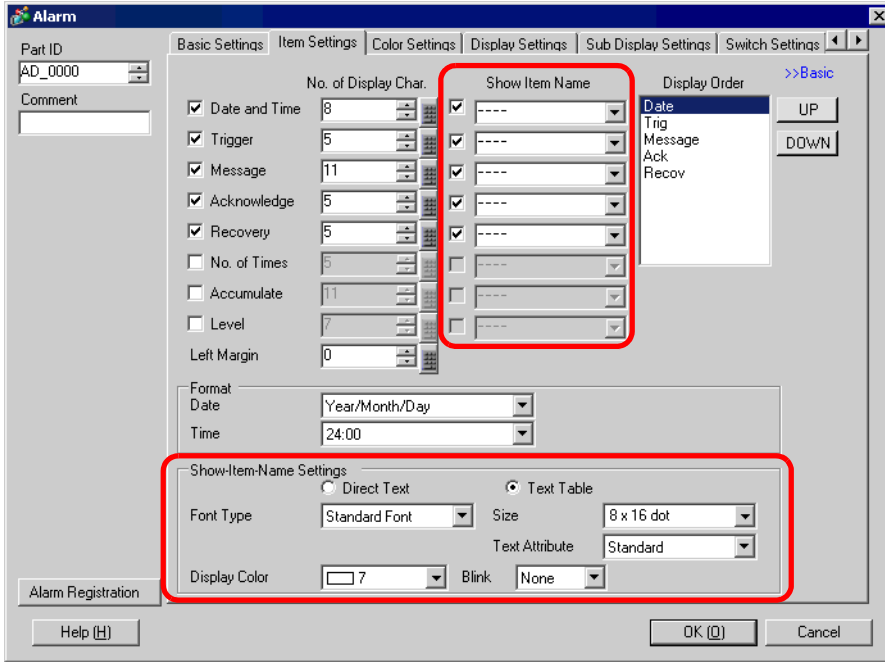 Alarm
Part ID
AD_0000
Comment
Basic Settings Item Settings Color Settings Display Settings Sub Display Settings Switch Settings
>>Basic
No. of Display Char. Show Item Name Display Order
Date and Time 8 ---- Date UP
Trigger 5 ---- Trig DOWN
Message 11 ---- Message
Acknowledge 5 ---- Ack
Recovery 5 ---- Recov
No. of Times 5 ----
Accumulate 11 ----
Level 7 ----
Left Margin 0
Format
Date Year/Month/Day
Time 24:00
Show-Item-Name Settings
Direct Text Text Table
Font Type Standard Font Size 8 x 16 dot
Text Attribute Standard
Display Color 7 Blink None
Alarm Registration
Help (H) OK (O) Cancel